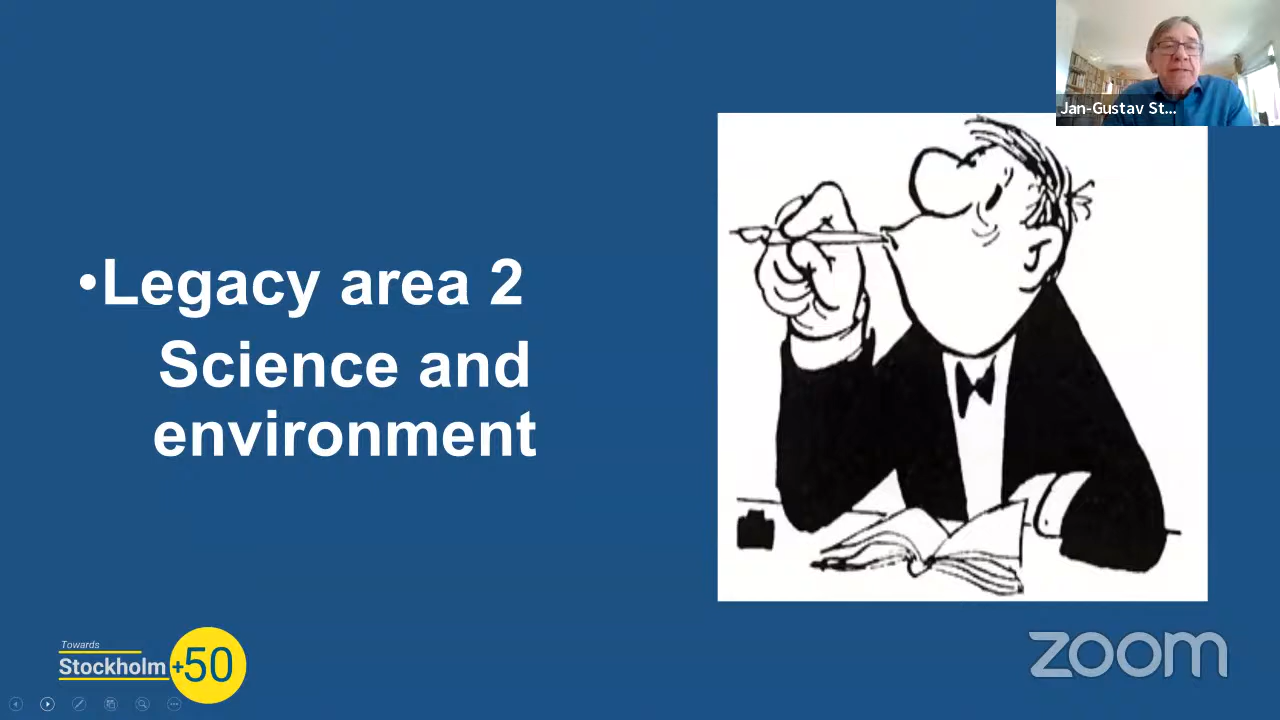 Jan-Gustav St...
•Legacy area 2
Science and
environment
Towards
Stockholm+50
zoom